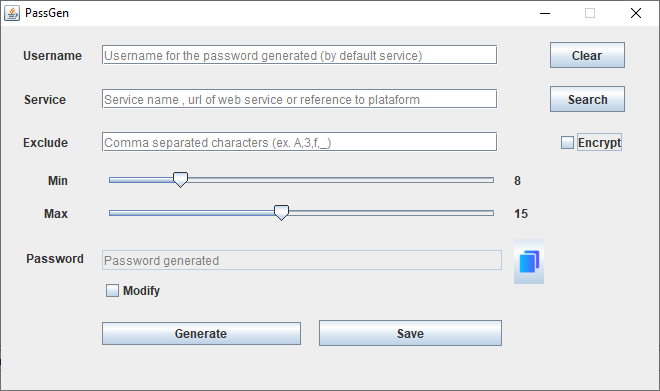 PassGen
Username Username for the password generated (by default service) Clear
Service Service name , url of web service or reference to plataform Search
Exclude Comma separated characters (ex. A,3,f,_) Encrypt
Min 8
Max 15
Password Password generated
Modify
Generate Save